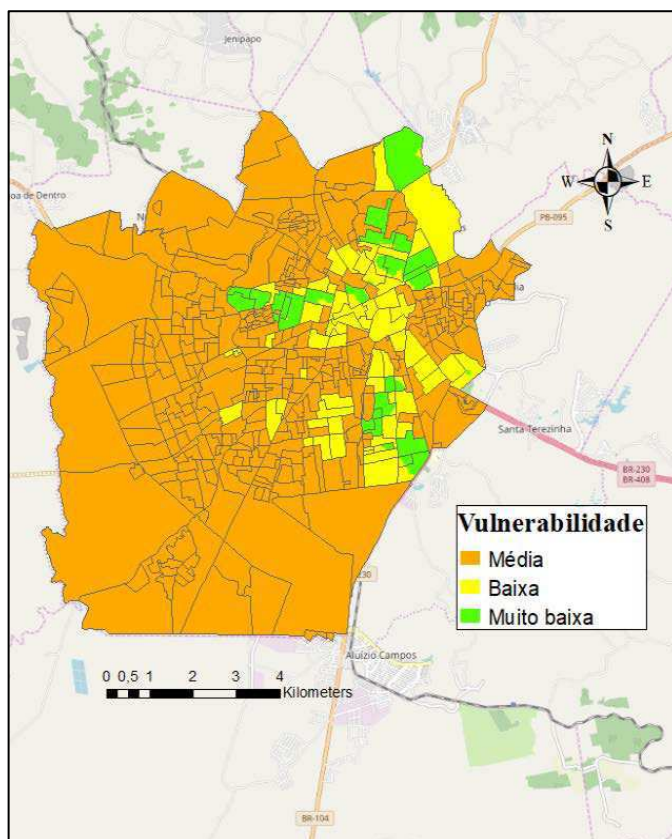 Jenipapo
oa de Dentro
N
W
E
S
PB-095
Santa Terezinha
BR-230
BR-408
Vulnerabilidade
Média
Baixa
Muito baixa
230
0 0,5 1 2 3 4
Kilometers
Aluízio Campos
BR-104